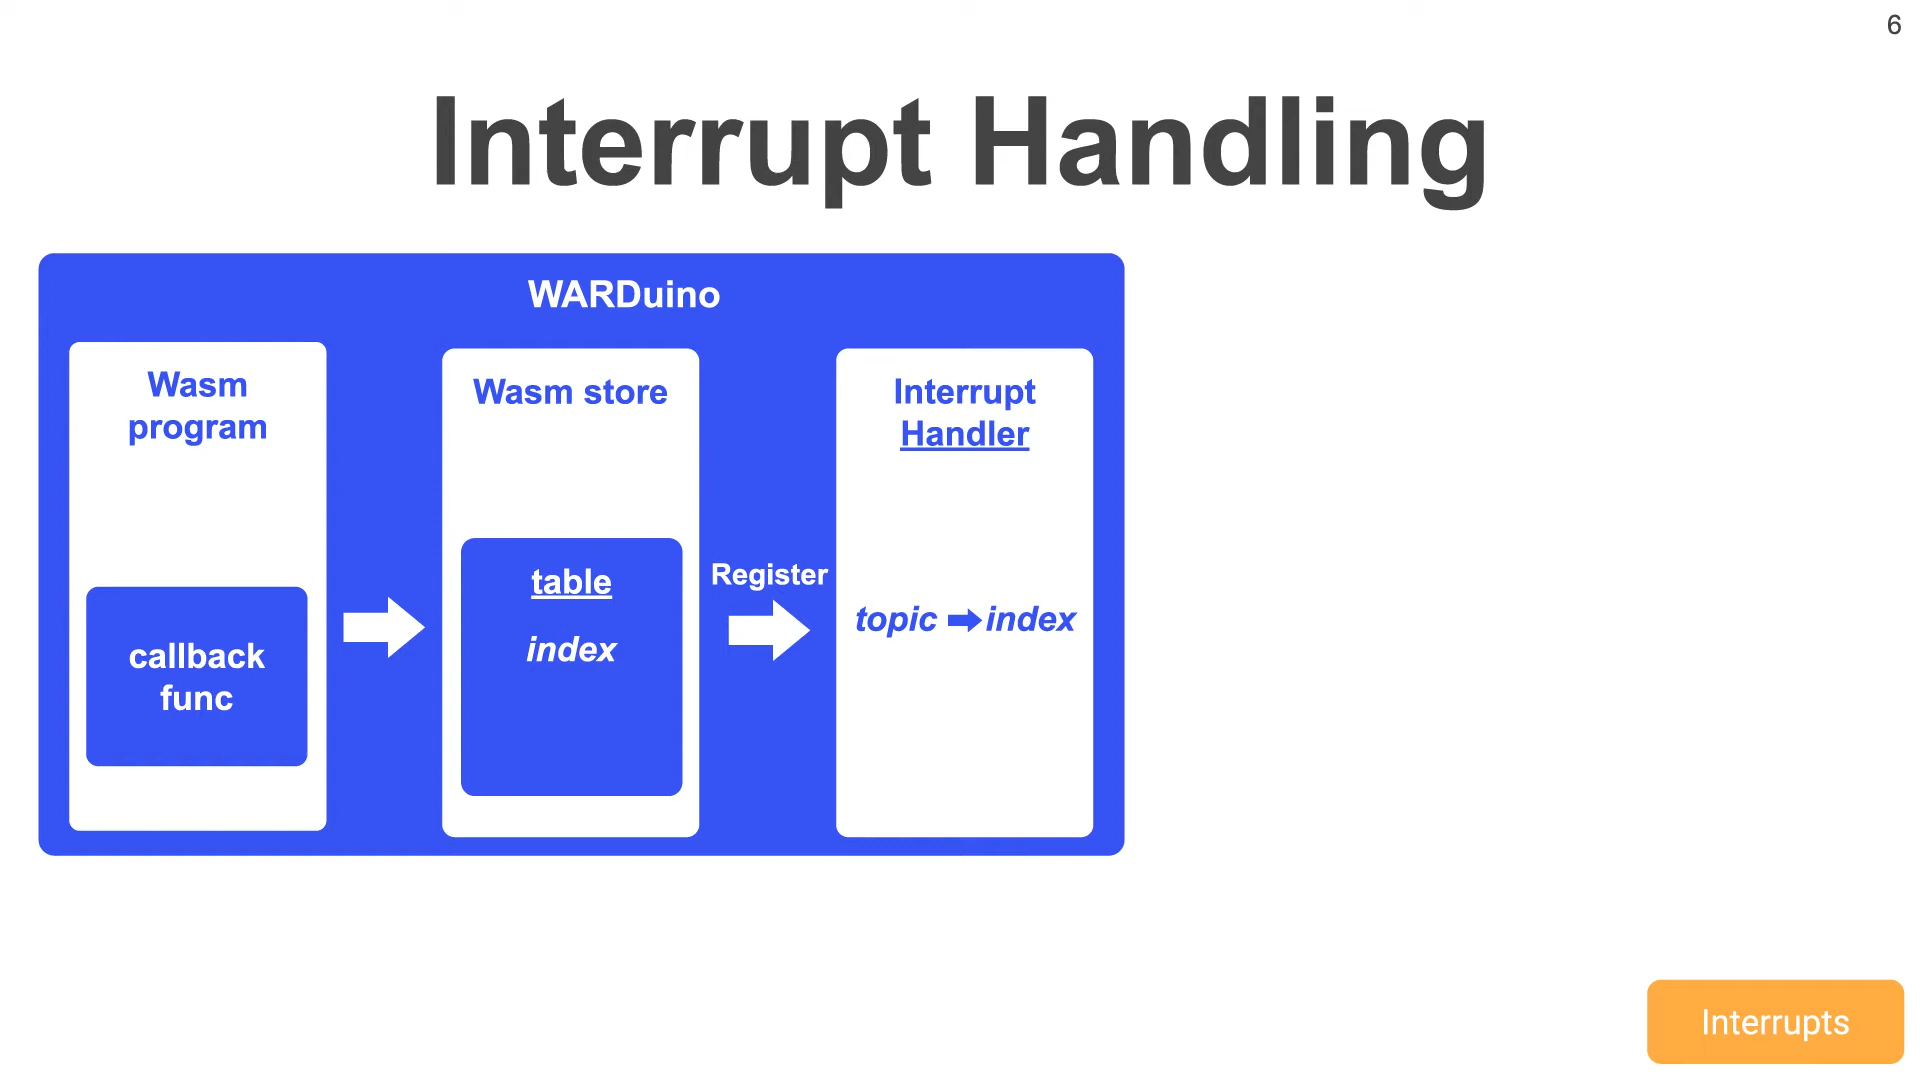 6
Interrupt Handling
WARDuino
Wasm
program
callback
func
Wasm store
table
index
Register
Interrupt
Handler
topic ➡ index
Interrupts